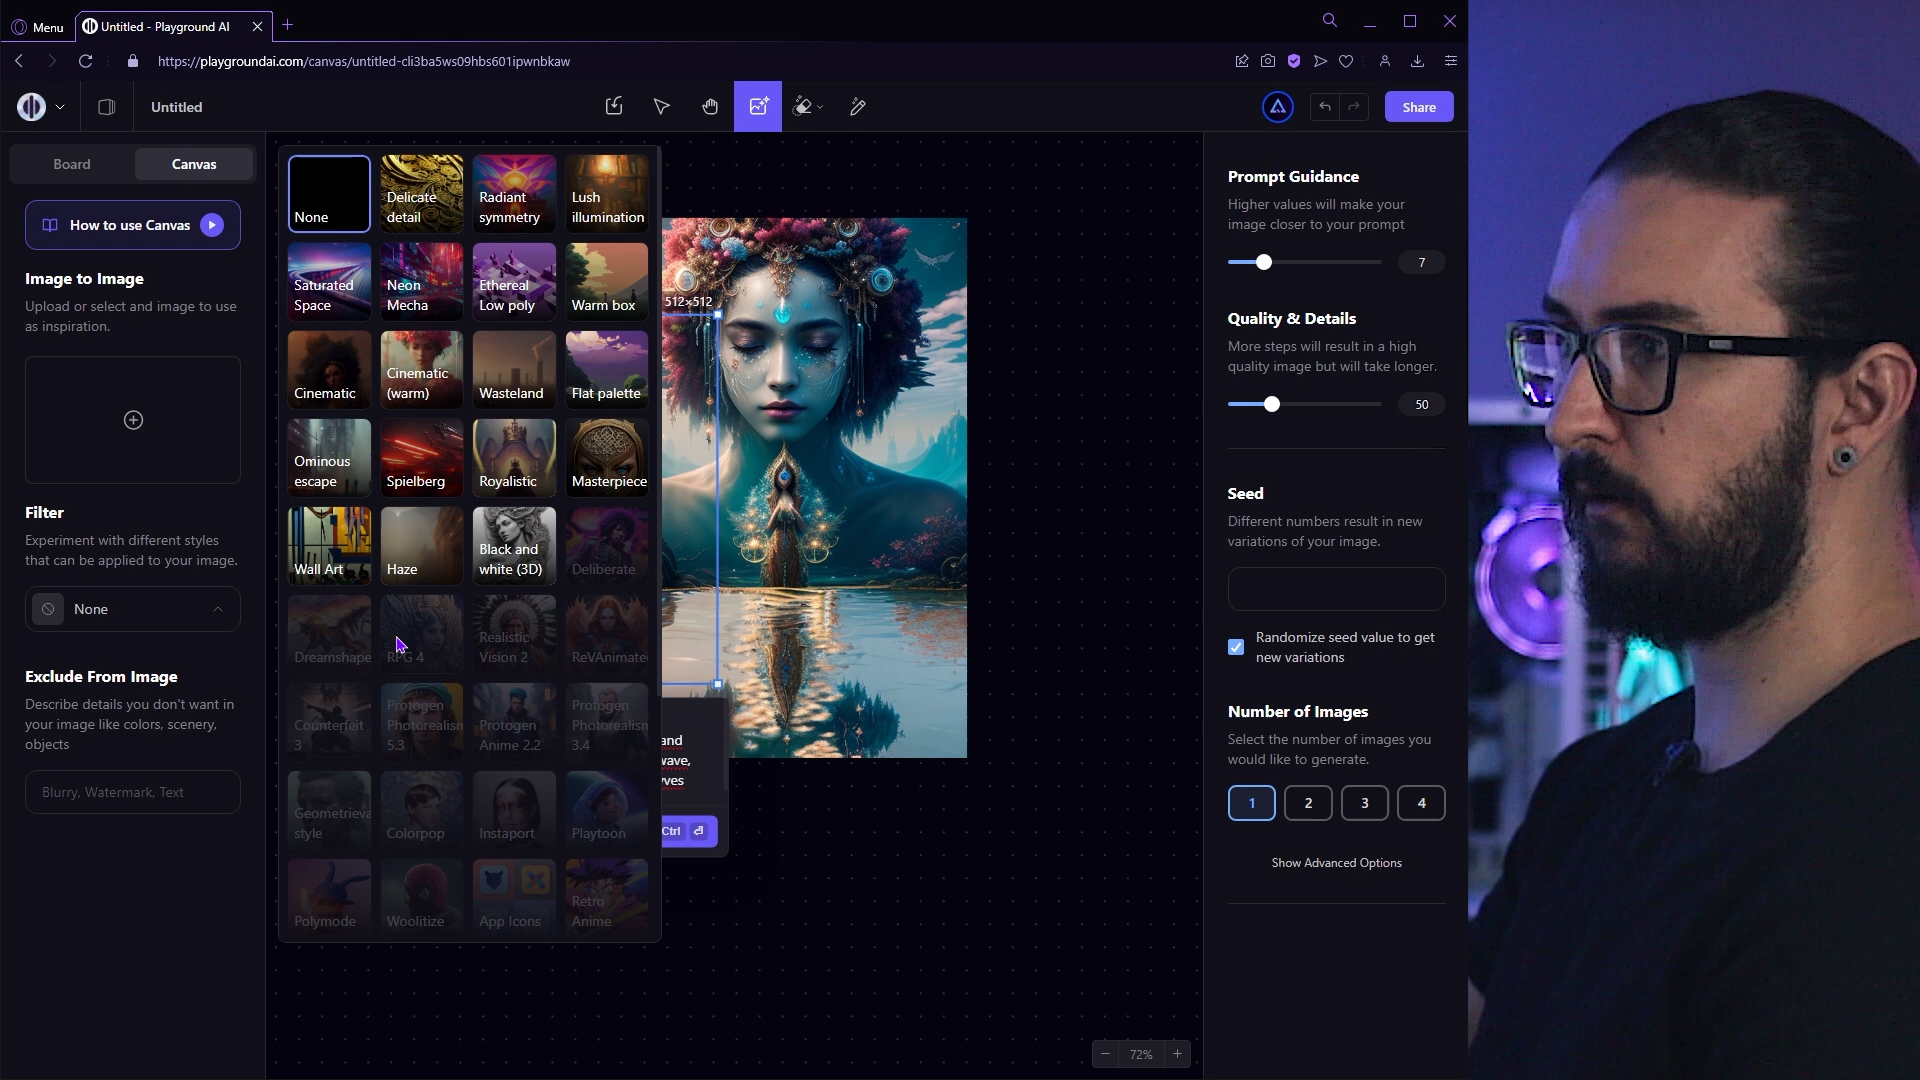 Menu
Untitled - Playground AI
https://playgroundai.com/canvas/untitled-cli3ba5ws09hbs601ipwnbkaw
Untitled
Share
Board
Canvas
How to use Canvas
Image to Image
Upload or select and image to use
as inspiration.
Filter
Experiment with different styles
that can be applied to your image.
None
Exclude From Image
Describe details you don't want in
your image like colors, scenery,
objects
Blurry, Watermark, Text
None
Delicate
detail
Radiant
symmetry
Lush
illumination
Saturated
Space
Neon
Mecha
Ethereal
Low poly
Warm box
Cinematic
Cinematic
(warm)
Wasteland
Flat palette
Ominous
escape
Spielberg
Royalistic
Masterpiece
Wall Art
Haze
Black and
white (3D)
Deliberate
Dreamshape
RPG 4
Realistic
Vision 2
ReVAnimate
Counterfeit
3
Protogen
Photorealism
5.3
Protogen
Anime 2.2
Protogen
Photorealism
3.4
Geometrieva
style
Colorpop
Instaport
Playtoon
Polymode
Woolitize
App Icons
Retro
Anime
512×512
and
wave,
Ctrl
72%
Prompt Guidance
Higher values will make your
image closer to your prompt
7
Quality & Details
More steps will result in a high
quality image but will take longer.
50
Seed
Different numbers result in new
variations of your image.
Randomize seed value to get
new variations
Number of Images
Select the number of images you
would like to generate.
1 2 3 4
Show Advanced Options